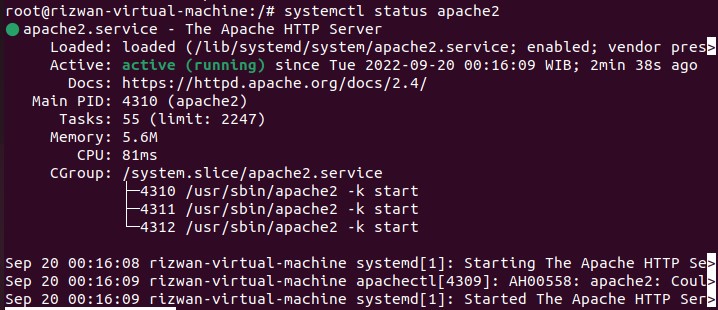 root@rizwan-virtual-machine:/# systemctl status apache2
● apache2.service - The Apache HTTP Server
     Loaded: loaded (/lib/systemd/system/apache2.service; enabled; vendor pres>
     Active: active (running) since Tue 2022-09-20 00:16:09 WIB; 2min 38s ago
       Docs: https://httpd.apache.org/docs/2.4/
   Main PID: 4310 (apache2)
      Tasks: 55 (limit: 2247)
     Memory: 5.6M
        CPU: 81ms
     CGroup: /system.slice/apache2.service
             ├─4310 /usr/sbin/apache2 -k start
             ├─4311 /usr/sbin/apache2 -k start
             └─4312 /usr/sbin/apache2 -k start
Sep 20 00:16:08 rizwan-virtual-machine systemd[1]: Starting The Apache HTTP Se>
Sep 20 00:16:09 rizwan-virtual-machine apachectl[4309]: AH00558: apache2: Coul>
Sep 20 00:16:09 rizwan-virtual-machine systemd[1]: Started The Apache HTTP Ser>